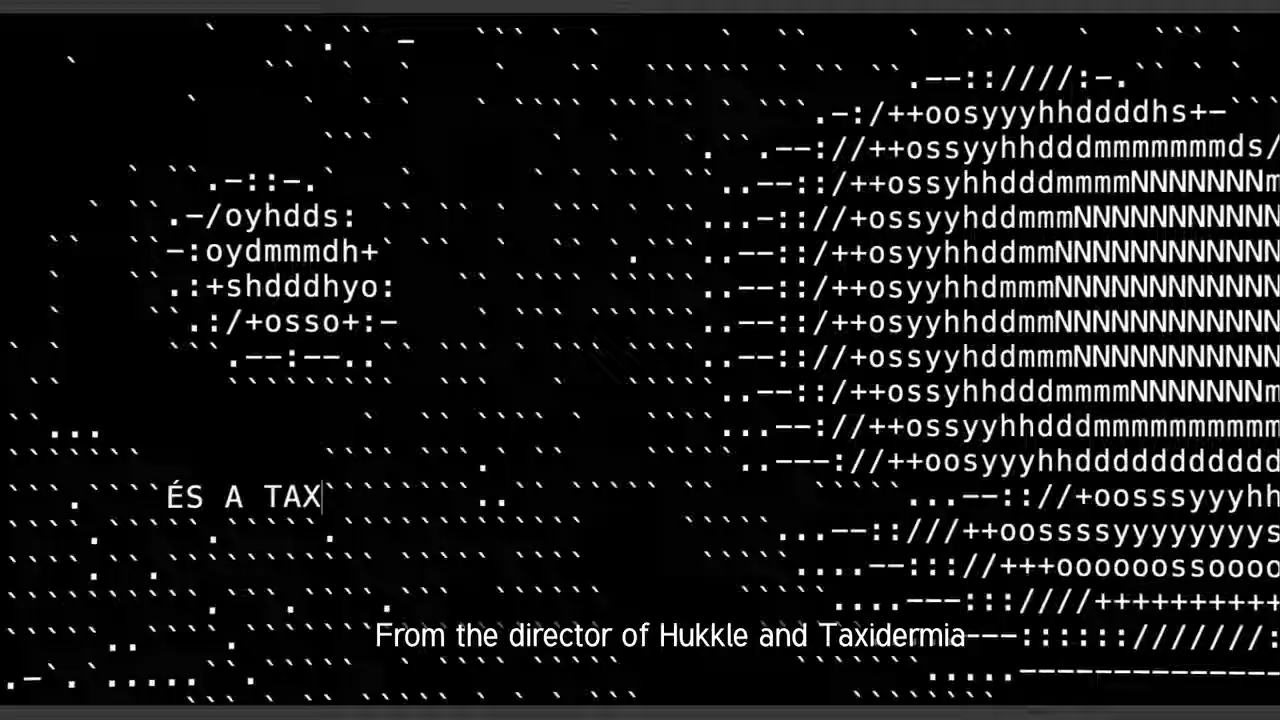 ÉS A TAX
From the director of Hukkle and Taxidermia